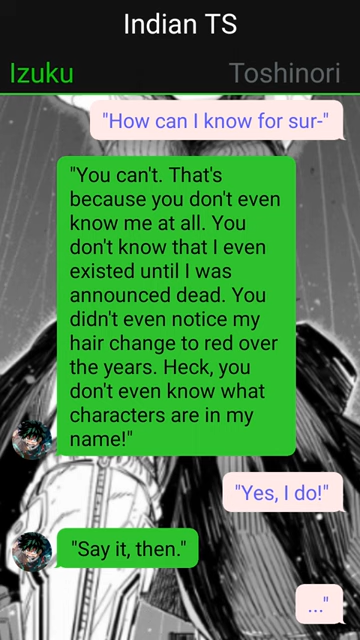 Indian TS
Izuku
Toshinori
"How can I know for sur-"
"You can't. That's
because you don't even
know me at all. You
don't know that I even
existed until I was
announced dead. You
didn't even notice my
hair change to red over
the years. Heck, you
don't even know what
characters are in my
name!"
"Yes, I do!"
"Say it, then."
..."